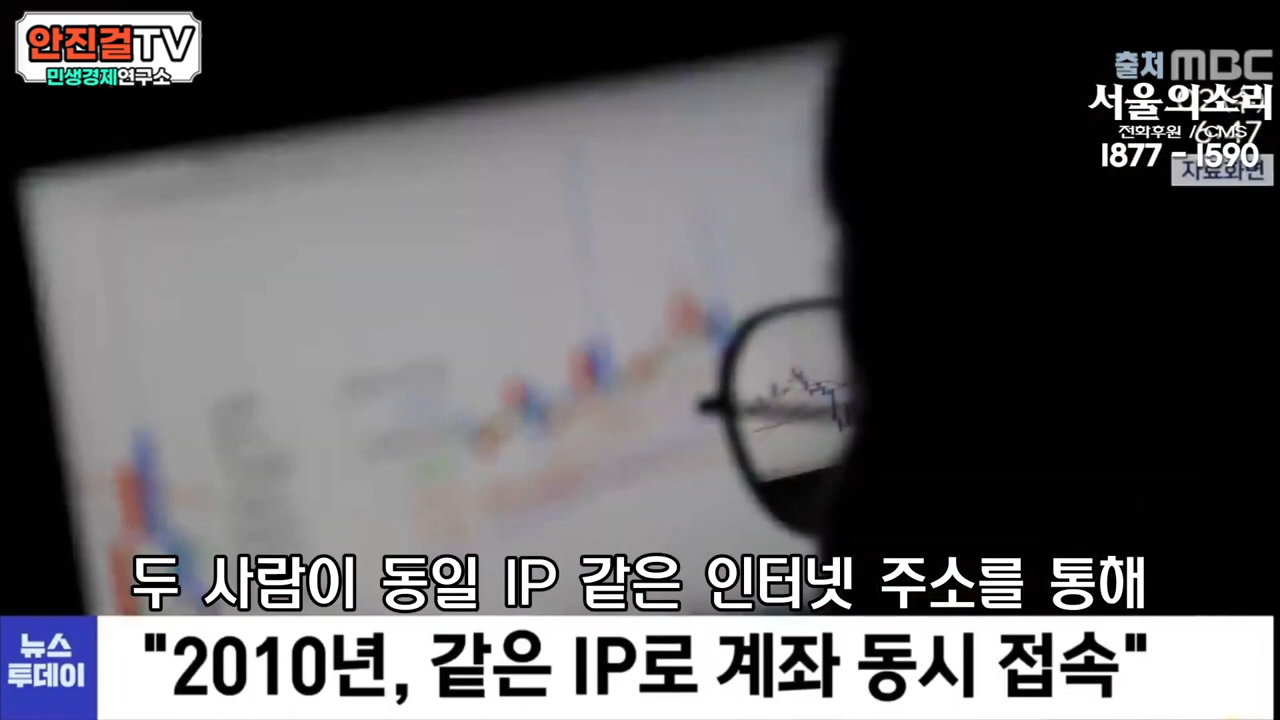 안진걸TV
민생경제연구소
출처 MBC
서울의소리
6:47
전화후원 / CMS
1877 - 1590
자료화면
두 사람이 동일 IP 같은 인터넷 주소를 통해
뉴스
투데이
"2010년, 같은 IP로 계좌 동시 접속"